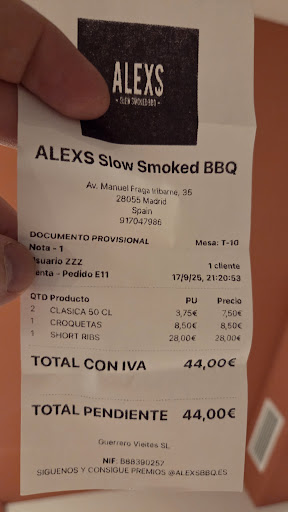 ALEXS
- SLOW SMOKED BBQ -
ALEXS Slow Smoked BBQ
Av. Manuel Fraga Iribarne, 35
28055 Madrid
Spain
917047986
DOCUMENTO PROVISIONAL Mesa: T-10
Nota - 1
suario ZZZ 1 cliente
enta - Pedido E11 17/9/25, 21:20:53
QTD Producto PU Precio
2 CLASICA 50 CL 3,75€ 7,50€
1 CROQUETAS 8,50€ 8,50€
1 SHORT RIBS 28,00€ 28,00€
TOTAL CON IVA 44,00€
TOTAL PENDIENTE 44,00€
Guerrero Vieites SL
NIF: B88390257
SIGUENOS Y CONSIGUE PREMIOS @ALEXSBBQ.ES